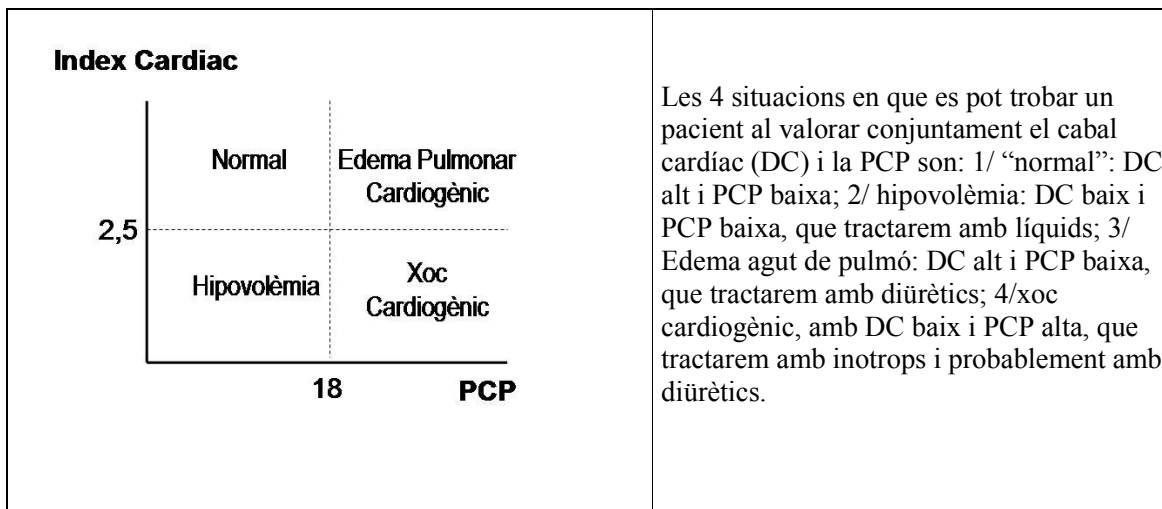 Index Cardiac
Normal
Edema Pulmonar
Cardiogènic
2,5
Hipovolèmia
Xoc
Cardiogènic
18
PCP
Les 4 situacions en que es pot trobar un
pacient al valorar conjuntament el cabal
cardíac (DC) i la PCP son: 1/ “normal”: DC
alt i PCP baixa; 2/ hipovolèmia: DC baix i
PCP baixa, que tractarem amb líquids; 3/
Edema agut de pulmó: DC alt i PCP baixa,
que tractarem amb diürètics; 4/xoc
cardiogènic, amb DC baix i PCP alta, que
tractarem amb inotrops i probablement amb
diürètics.